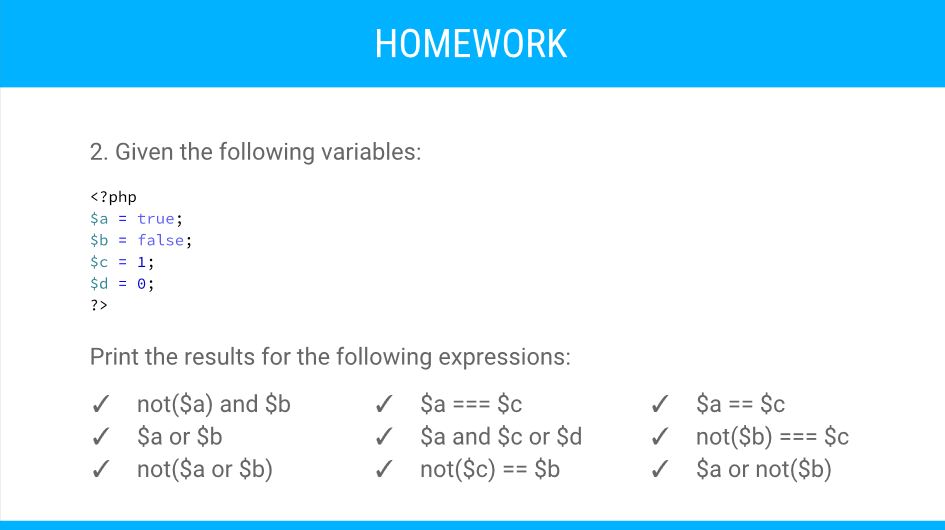 HOMEWORK
2. Given the following variables:
<?php
$a = true;
$b = false;
$c = 1;
$d = 0;
?>
Print the results for the following expressions:
✓ not($a) and $b
✓ $a or $b
✓ not($a or $b)
✓ $a === $c
✓ $a and $c or $d
✓ not($c) == $b
✓ $a == $c
✓ not($b) === $c
✓ $a or not($b)